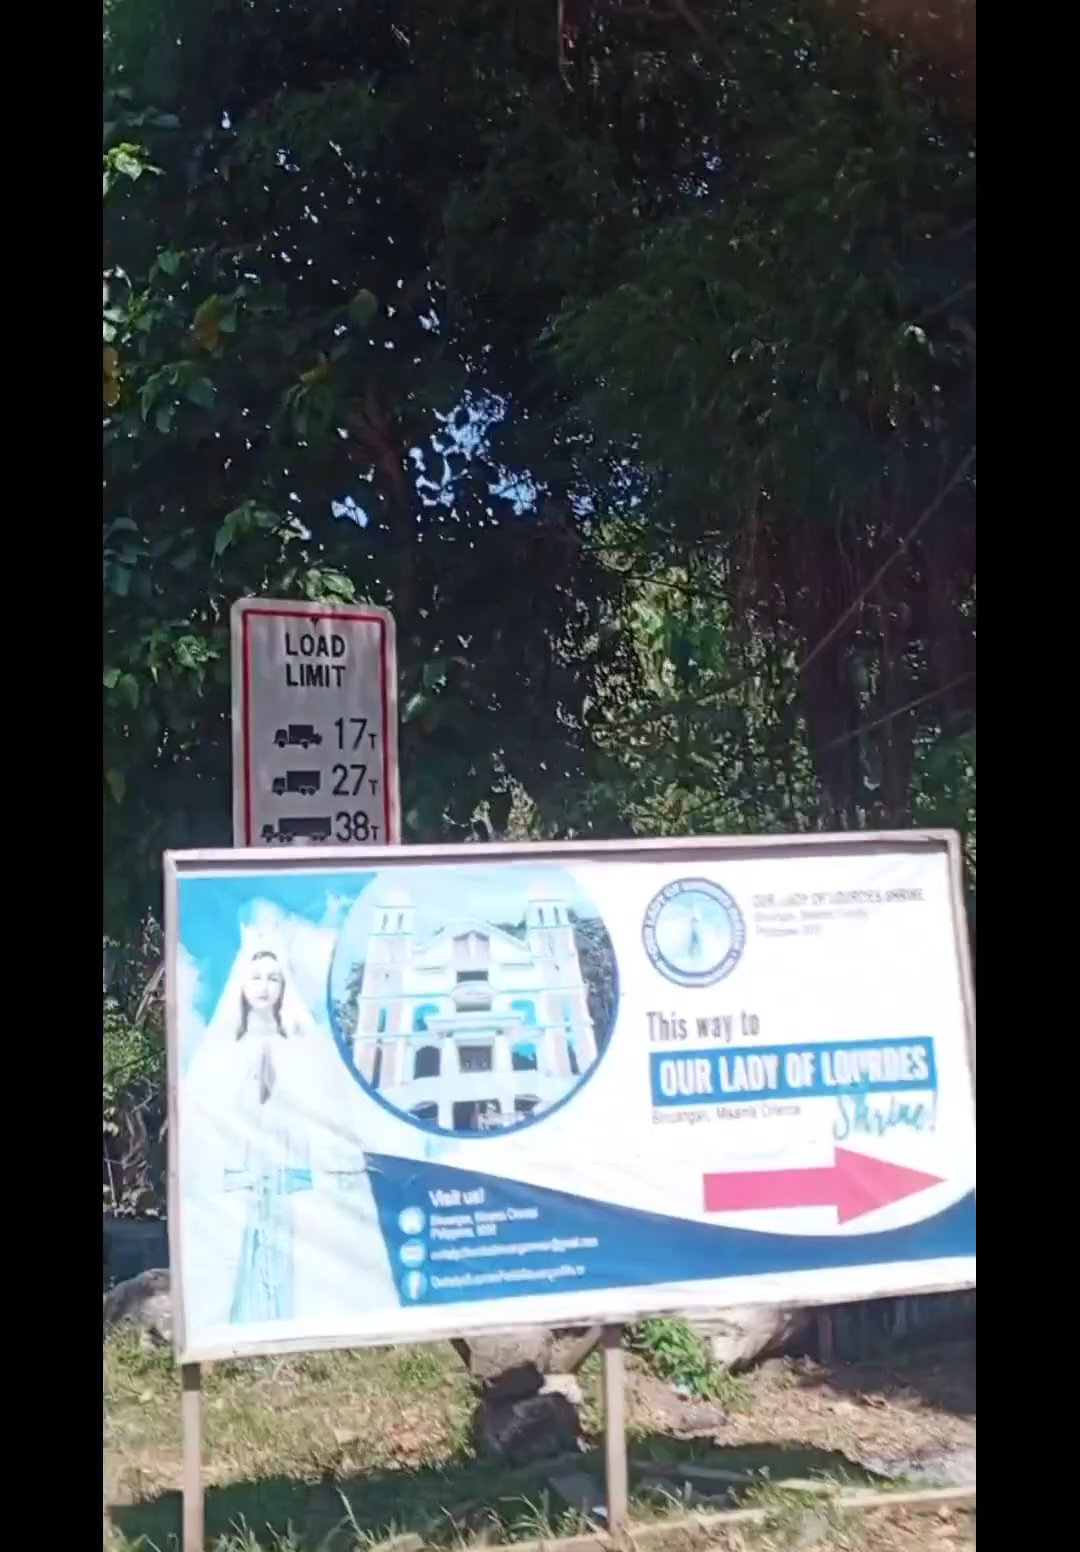 LOAD
LIMIT
17T
27T
38T
OUR LADY OF LOURDES SHRINE
This way to
OUR LADY OF LOURDES
Binuangan, Misamis Oriental
Shrine!
Visit us!